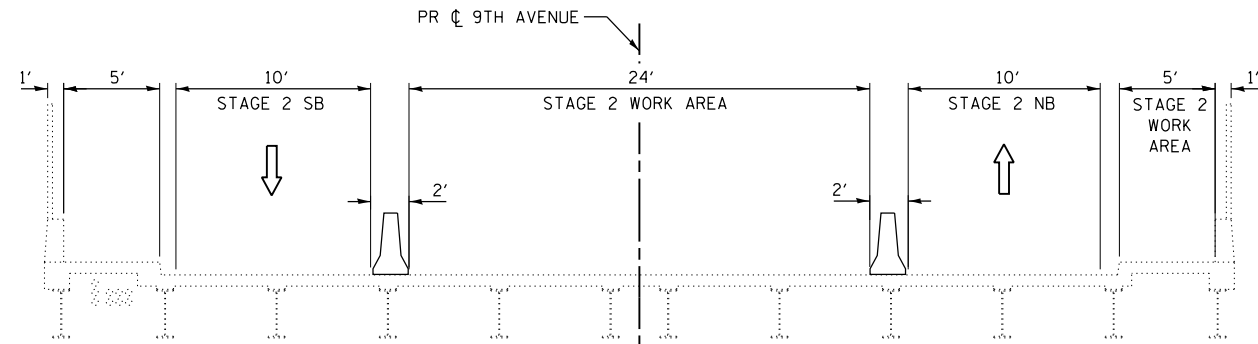 PR ℄ 9TH AVENUE
1' 5' 10' 24' 10' 5' 1'
STAGE 2 SB STAGE 2 WORK AREA STAGE 2 NB STAGE 2
WORK
AREA
2' 2'